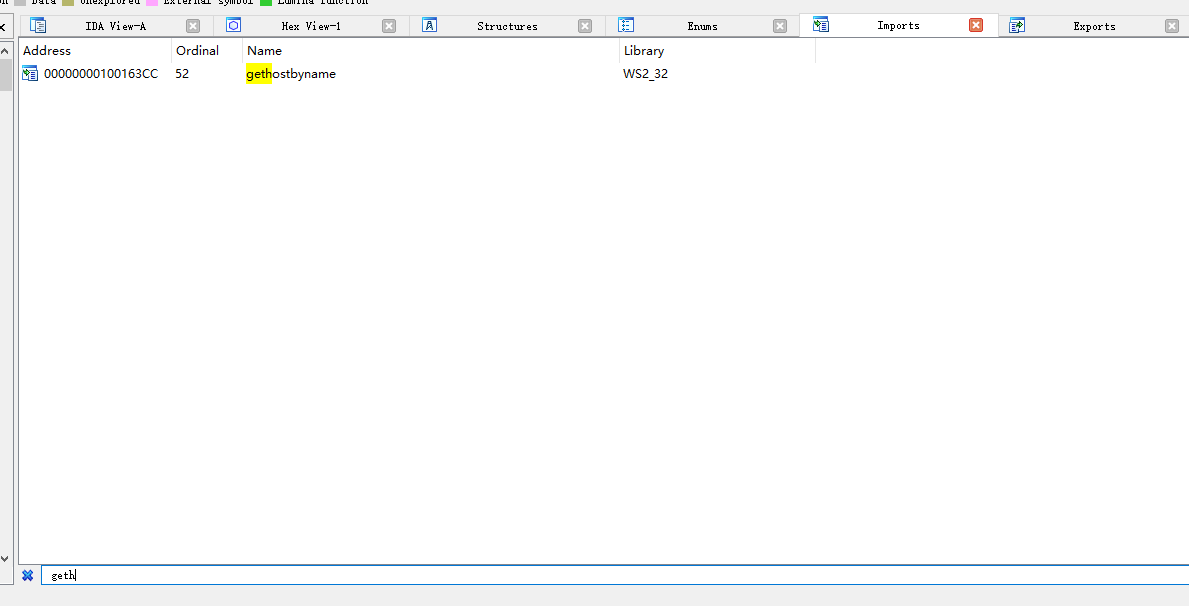 Data Unexplored External symbol Lumina function
IDA View-A Hex View-1 Structures Enums Imports Exports
Address Ordinal Name Library
00000000100163CC 52 gethostbyname WS2_32
geth